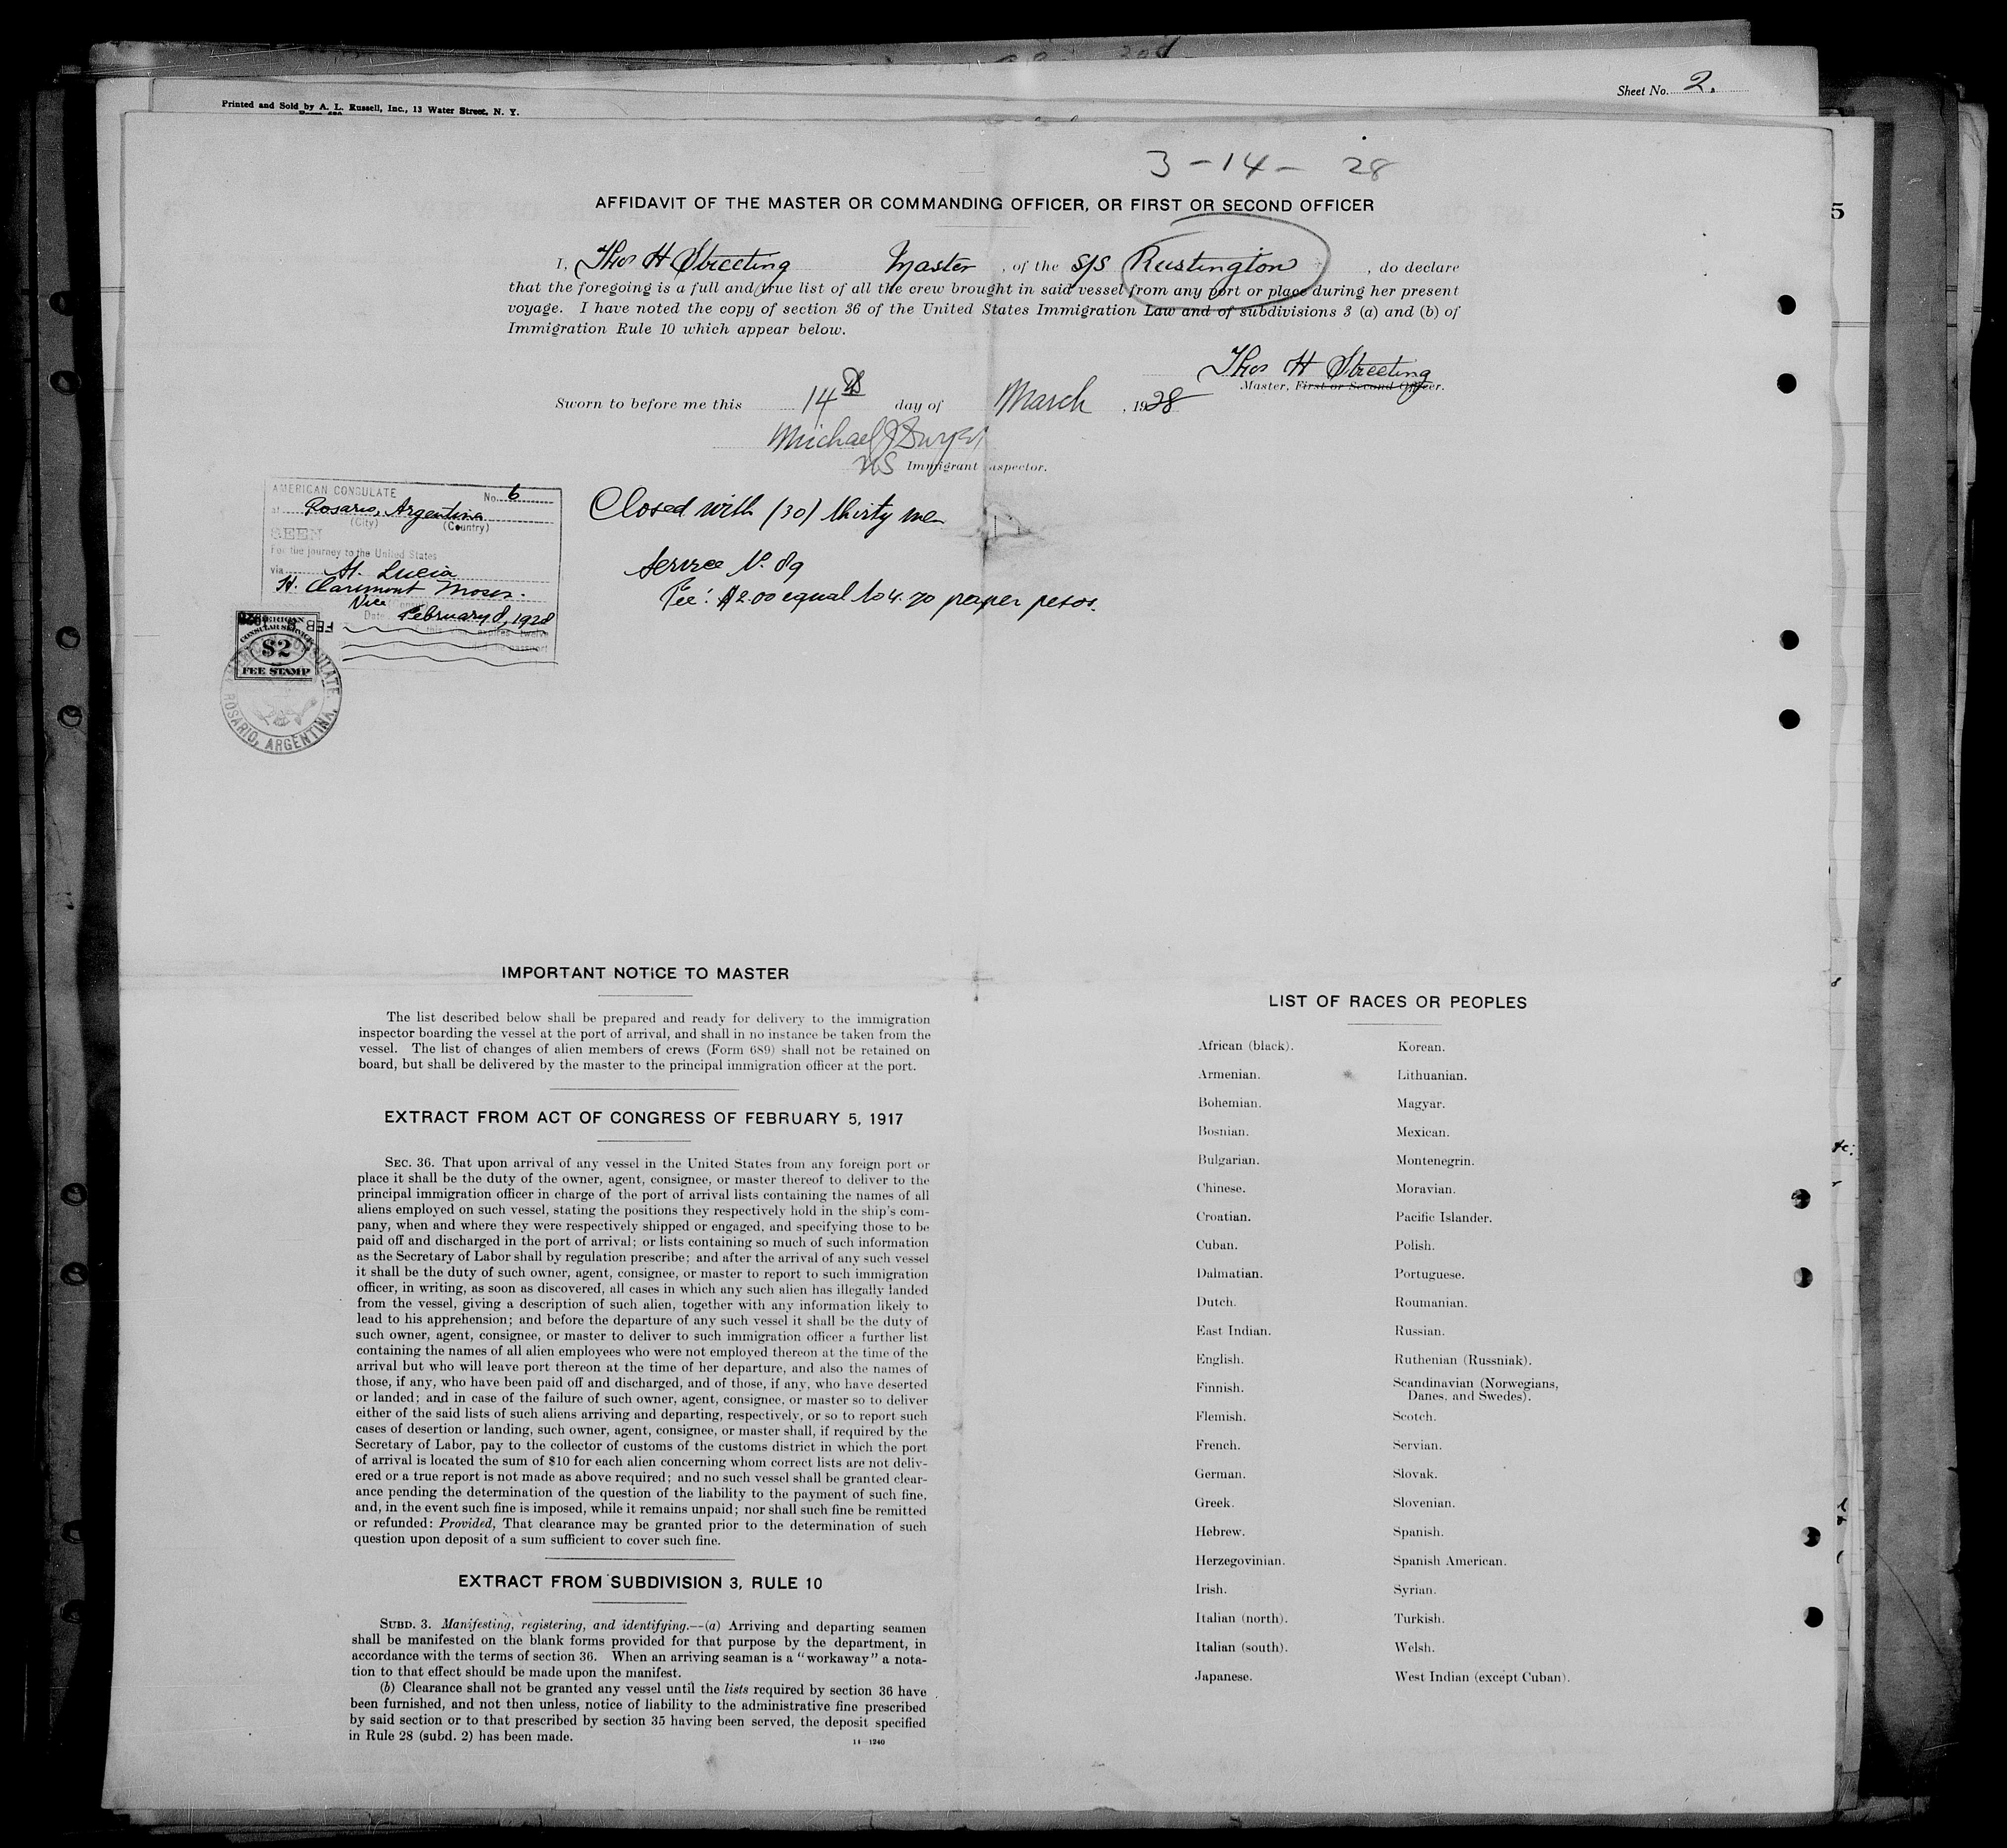 Printed and Sold by A. L. Russell, Inc., 13 Water Street, N. Y.
Sheet No. 2.
3-14-28
AFFIDAVIT OF THE MASTER OR COMMANDING OFFICER, OR FIRST OR SECOND OFFICER
I, Thos H Streeting Master, of the S/S Rustington, do declare
that the foregoing is a full and true list of all the crew brought in said vessel from any port or place during her present
voyage. I have noted the copy of section 36 of the United States Immigration Law and of subdivisions 3 (a) and (b) of
Immigration Rule 10 which appear below.
Thos H Streeting
Master, First or Second Officer.
Sworn to before me this 14th day of March, 1928
Michael J Dwyer
US Immigrant Inspector.
AMERICAN CONSULATE No. 6
at Rosario, Argentina
(City) (Country)
SEEN
For the journey to the United States
via St. Lucia
H. Claremont Moses.
Vice
Date February 8, 1928
AMERICAN
CONSULAR SERVICE
$2
FEE STAMP
FEB 8 1928
AMERICAN CONSULATE
ROSARIO, ARGENTINA.
Closed with (30) thirty men
Service No. 89
Fee: $2.00 equal to 4.70 paper pesos.
IMPORTANT NOTICE TO MASTER
The list described below shall be prepared and ready for delivery to the immigration
inspector boarding the vessel at the port of arrival, and shall in no instance be taken from the
vessel. The list of changes of alien members of crews (Form 689) shall not be retained on
board, but shall be delivered by the master to the principal immigration officer at the port.
EXTRACT FROM ACT OF CONGRESS OF FEBRUARY 5, 1917
SEC. 36. That upon arrival of any vessel in the United States from any foreign port or
place it shall be the duty of the owner, agent, consignee, or master thereof to deliver to the
principal immigration officer in charge of the port of arrival lists containing the names of all
aliens employed on such vessel, stating the positions they respectively hold in the ship's com-
pany, when and where they were respectively shipped or engaged, and specifying those to be
paid off and discharged in the port of arrival; or lists containing so much of such information
as the Secretary of Labor shall by regulation prescribe; and after the arrival of any such vessel
it shall be the duty of such owner, agent, consignee, or master to report to such immigration
officer, in writing, as soon as discovered, all cases in which any such alien has illegally landed
from the vessel, giving a description of such alien, together with any information likely to
lead to his apprehension; and before the departure of any such vessel it shall be the duty of
such owner, agent, consignee, or master to deliver to such immigration officer a further list
containing the names of all alien employees who were not employed thereon at the time of the
arrival but who will leave port thereon at the time of her departure, and also the names of
those, if any, who have been paid off and discharged, and of those, if any, who have deserted
or landed; and in case of the failure of such owner, agent, consignee, or master so to deliver
either of the said lists of such aliens arriving and departing, respectively, or so to report such
cases of desertion or landing, such owner, agent, consignee, or master shall, if required by the
Secretary of Labor, pay to the collector of customs of the customs district in which the port
of arrival is located the sum of $10 for each alien concerning whom correct lists are not deliv-
ered or a true report is not made as above required; and no such vessel shall be granted clear-
ance pending the determination of the question of the liability to the payment of such fine,
and, in the event such fine is imposed, while it remains unpaid; nor shall such fine be remitted
or refunded: Provided, That clearance may be granted prior to the determination of such
question upon deposit of a sum sufficient to cover such fine.
EXTRACT FROM SUBDIVISION 3, RULE 10
SUBD. 3. Manifesting, registering, and identifying.--(a) Arriving and departing seamen
shall be manifested on the blank forms provided for that purpose by the department, in
accordance with the terms of section 36. When an arriving seaman is a "workaway" a nota-
tion to that effect should be made upon the manifest.
(b) Clearance shall not be granted any vessel until the lists required by section 36 have
been furnished, and not then unless, notice of liability to the administrative fine prescribed
by said section or to that prescribed by section 35 having been served, the deposit specified
in Rule 28 (subd. 2) has been made.
11-1240
LIST OF RACES OR PEOPLES
African (black). Korean.
Armenian. Lithuanian.
Bohemian. Magyar.
Bosnian. Mexican.
Bulgarian. Montenegrin.
Chinese. Moravian.
Croatian. Pacific Islander.
Cuban. Polish.
Dalmatian. Portuguese.
Dutch. Roumanian.
East Indian. Russian.
English. Ruthenian (Russniak).
Finnish. Scandinavian (Norwegians,
Danes, and Swedes).
Flemish. Scotch.
French. Servian.
German. Slovak.
Greek. Slovenian.
Hebrew. Spanish.
Herzegovinian. Spanish American.
Irish. Syrian.
Italian (north). Turkish.
Italian (south). Welsh.
Japanese. West Indian (except Cuban).